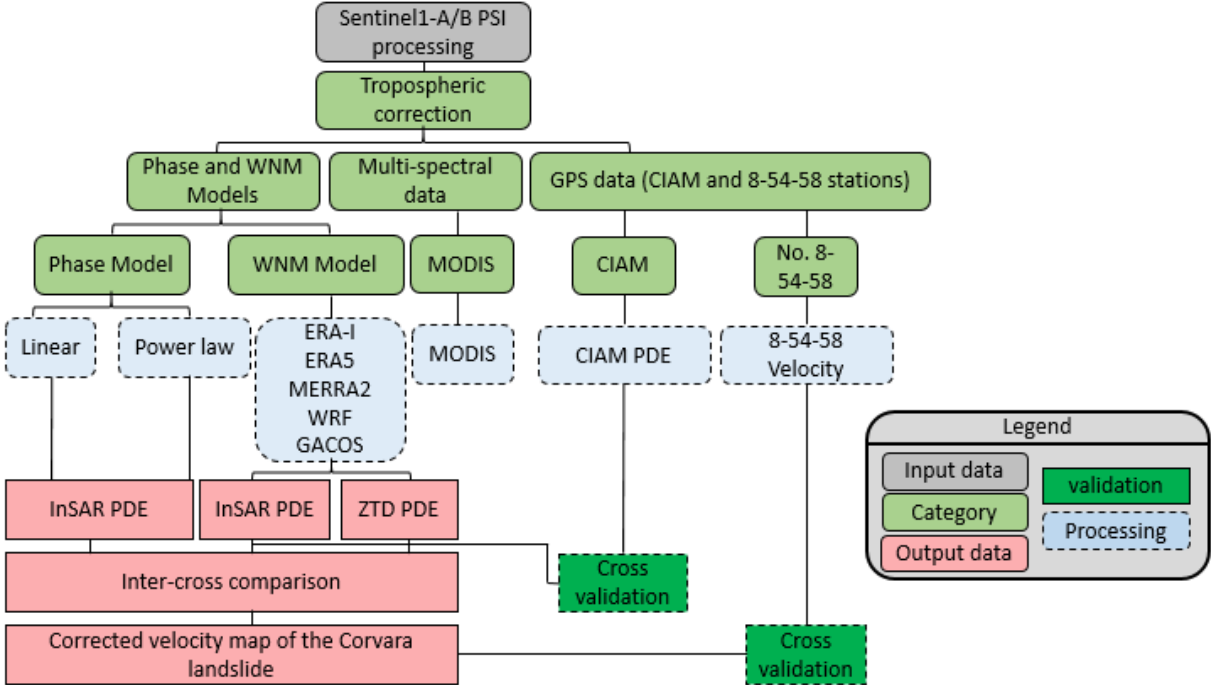 Sentinel1-A/B PSI
processing
Tropospheric
correction
Phase and WNM
Models
Multi-spectral
data
GPS data (CIAM and 8-54-58 stations)
Phase Model
WNM Model
MODIS
CIAM
No. 8-
54-58
Linear
Power law
ERA-I
ERA5
MERRA2
WRF
GACOS
MODIS
CIAM PDE
8-54-58
Velocity
Legend
Input data
Category
Output data
validation
Processing
InSAR PDE
InSAR PDE
ZTD PDE
Inter-cross comparison
Cross
validation
Corrected velocity map of the Corvara
landslide
Cross
validation